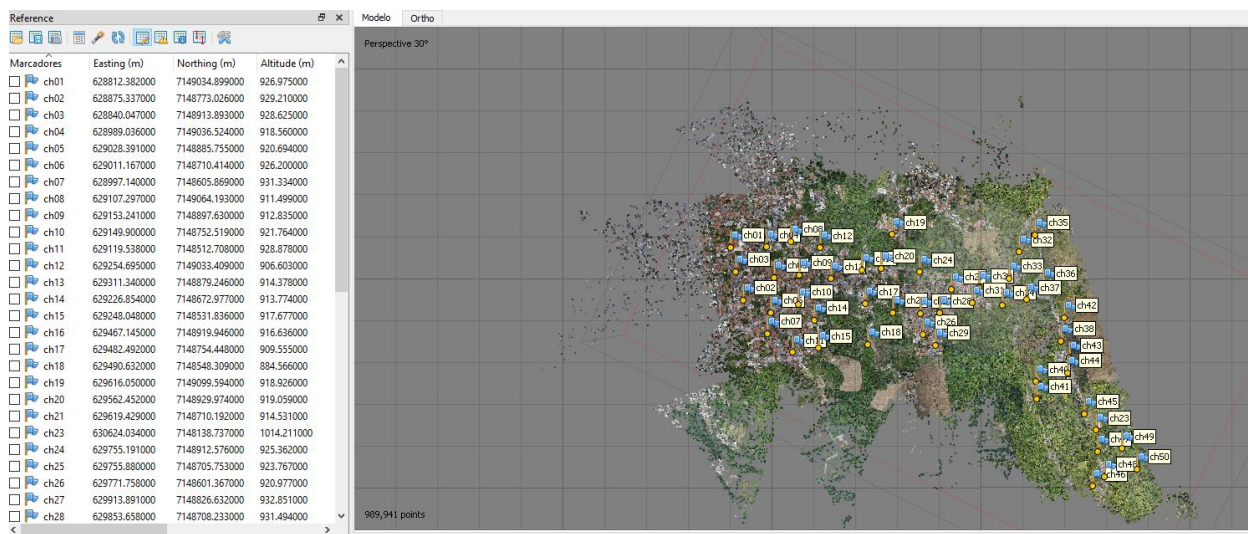 Reference
Marcadores Easting (m) Northing (m) Altitude (m)
ch01 628812.382000 7149034.899000 926.975000
ch02 628875.337000 7148773.026000 929.210000
ch03 628840.047000 7148913.893000 928.625000
ch04 628989.036000 7149036.524000 918.560000
ch05 629028.391000 7148885.755000 920.694000
ch06 629011.167000 7148710.414000 926.200000
ch07 628997.140000 7148605.869000 931.334000
ch08 629107.297000 7149064.193000 911.499000
ch09 629153.241000 7148897.630000 912.835000
ch10 629149.900000 7148752.519000 921.764000
ch11 629119.538000 7148512.708000 928.878000
ch12 629254.695000 7149033.409000 906.603000
ch13 629311.340000 7148879.246000 914.378000
ch14 629226.854000 7148672.977000 913.774000
ch15 629248.048000 7148531.836000 917.677000
ch16 629467.145000 7148919.946000 916.636000
ch17 629482.492000 7148754.448000 909.555000
ch18 629490.632000 7148548.309000 884.566000
ch19 629616.050000 7149099.594000 918.926000
ch20 629562.452000 7148929.974000 919.059000
ch21 629619.429000 7148710.192000 914.531000
ch23 630624.034000 7148138.737000 1014.211000
ch24 629755.191000 7148912.576000 925.362000
ch25 629755.880000 7148705.753000 923.767000
ch26 629771.758000 7148601.367000 920.977000
ch27 629913.891000 7148826.632000 932.851000
ch28 629853.658000 7148708.233000 931.494000
Modelo Ortho
Perspective 30°
ch19 ch35
ch01 ch08 ch12 ch32
ch03 ch09 ch20 ch24 ch33 ch36
ch02 ch10 ch17 ch37
ch14 ch42
ch07 ch26 ch38
ch15 ch18 ch29 ch43
ch44
ch40
ch41
ch45
ch23
ch49
ch50
ch48
ch46
989,941 points